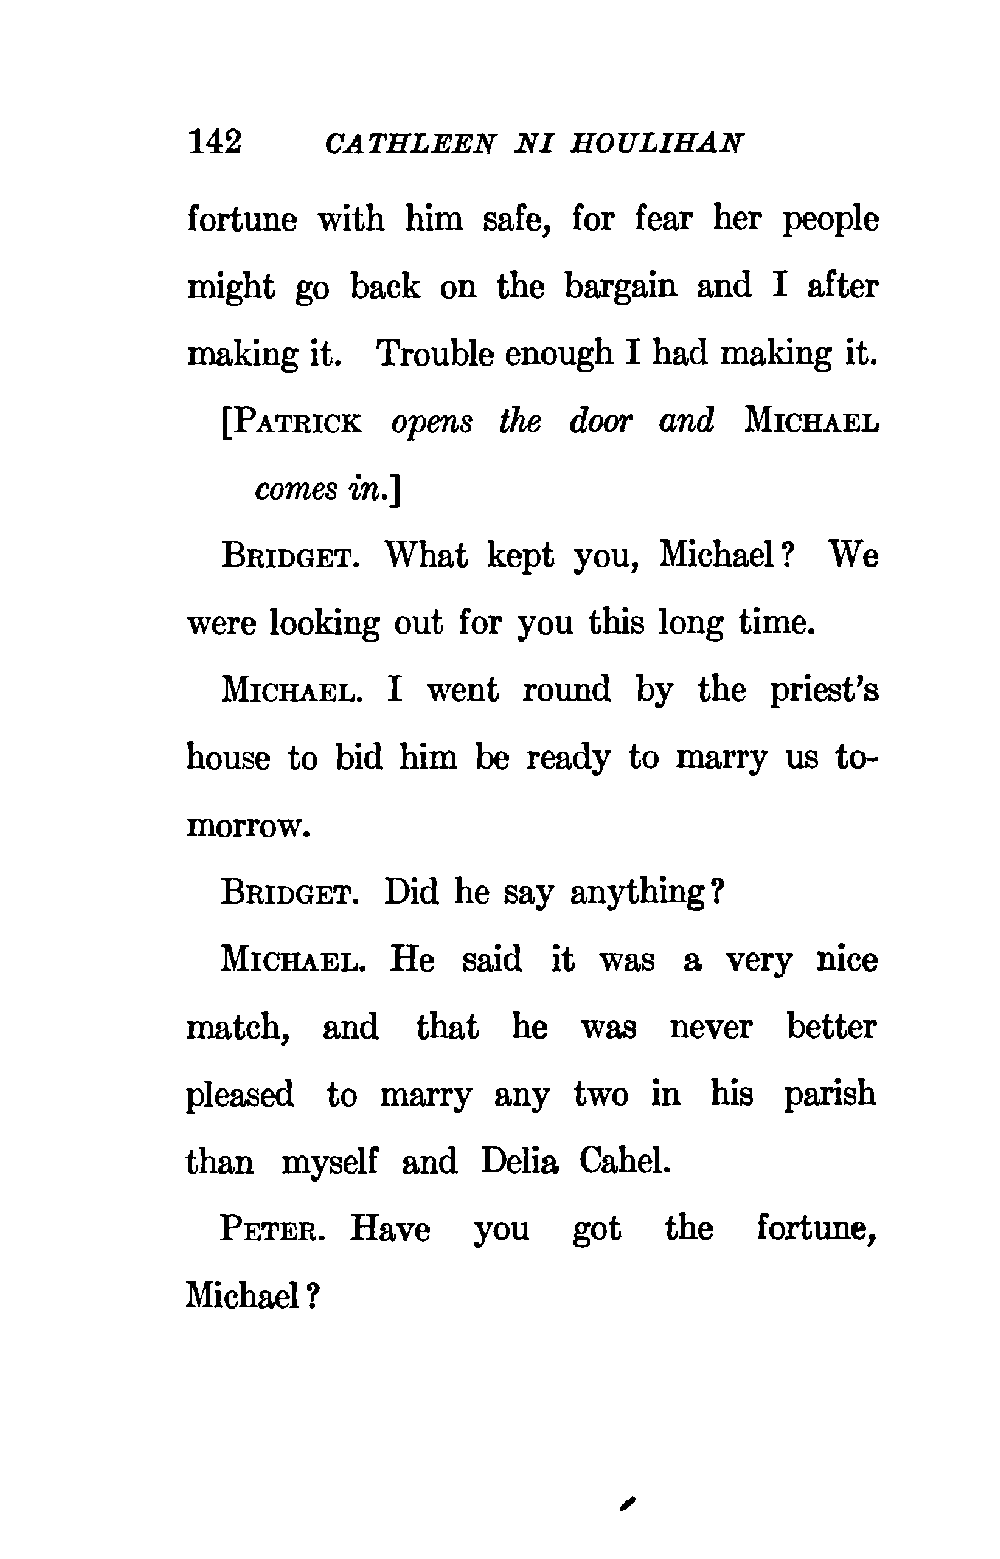 142 CATHLEEN NI HOULIHAN
fortune with him safe, for fear her people
might go back on the bargain and I after
making it. Trouble enough I had making it.
[PATRICK opens the door and MICHAEL
comes in.]
BRIDGET. What kept you, Michael? We
were looking out for you this long time.
MICHAEL. I went round by the priest's
house to bid him be ready to marry us to-
morrow.
BRIDGET. Did he say anything?
MICHAEL. He said it was a very nice
match, and that he was never better
pleased to marry any two in his parish
than myself and Delia Cahel.
PETER. Have you got the fortune,
Michael?